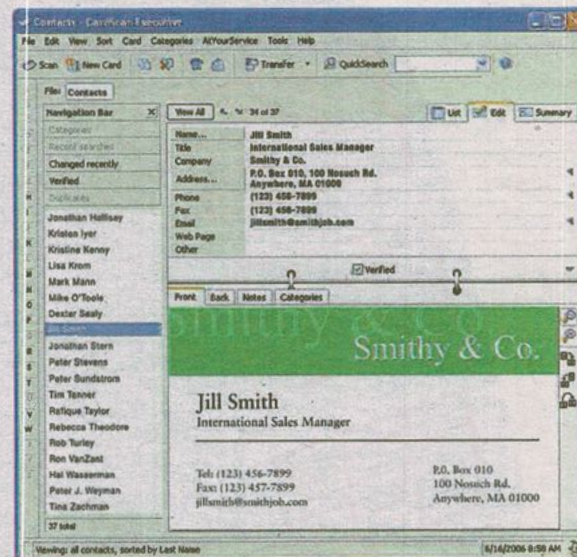 Contacts - CardScan Executive
File Edit View Sort Card Categories AtYourService Tools Help
Scan New Card Transfer QuickSearch
File: Contacts
Navigation Bar X
Categories
Recent searches
Changed recently
Verified
Duplicates
Jonathan Hallisey
Kristen Iyer
Kristine Kenny
Lisa Krom
Mark Mann
Mike O'Toole
Dexter Sealy
Jill Smith
Jonathan Stern
Peter Stevens
Peter Sundstrom
Tim Tanner
Rafique Taylor
Rebecca Theodore
Rob Turley
Ron VanZant
Hal Wasserman
Peter J. Weyman
Tina Zachman
37 total
View All 34 of 37 List Edit Summary
Name... Jill Smith
Title International Sales Manager
Company Smithy & Co.
Address... P.O. Box 010, 100 Nosuch Rd.
Anywhere, MA 01000
Phone (123) 456-7899
Fax (123) 456-7899
Email jillsmith@smithjob.com
Web Page
Other
Verified
Front Back Notes Categories
smithy & Co
Smithy & Co.
Jill Smith
International Sales Manager
Tel: (123) 456-7899
Fax: (123) 457-7899
jillsmith@smithjob.com
P.O. Box 010
100 Nosuch Rd.
Anywhere, MA 01000
Viewing: all contacts, sorted by Last Name 6/16/2006 8:58 AM